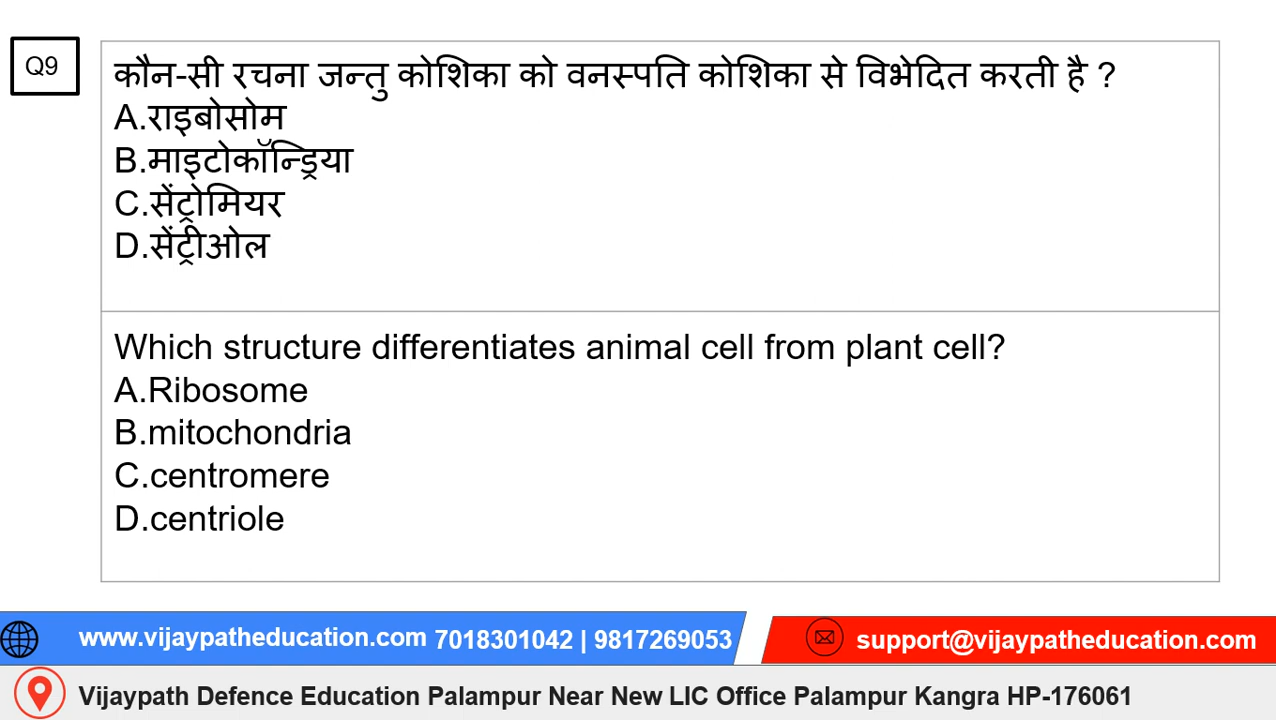 Q9
कौन-सी रचना जन्तु कोशिका को वनस्पति कोशिका से विभेदित करती है ?
A.राइबोसोम
B.माइटोकॉन्ड्रिया
C.सेंट्रोमियर
D.सेंट्रीओल
Which structure differentiates animal cell from plant cell?
A.Ribosome
B.mitochondria
C.centromere
D.centriole
www.vijaypatheducation.com 7018301042 | 9817269053
support@vijaypatheducation.com
Vijaypath Defence Education Palampur Near New LIC Office Palampur Kangra HP-176061